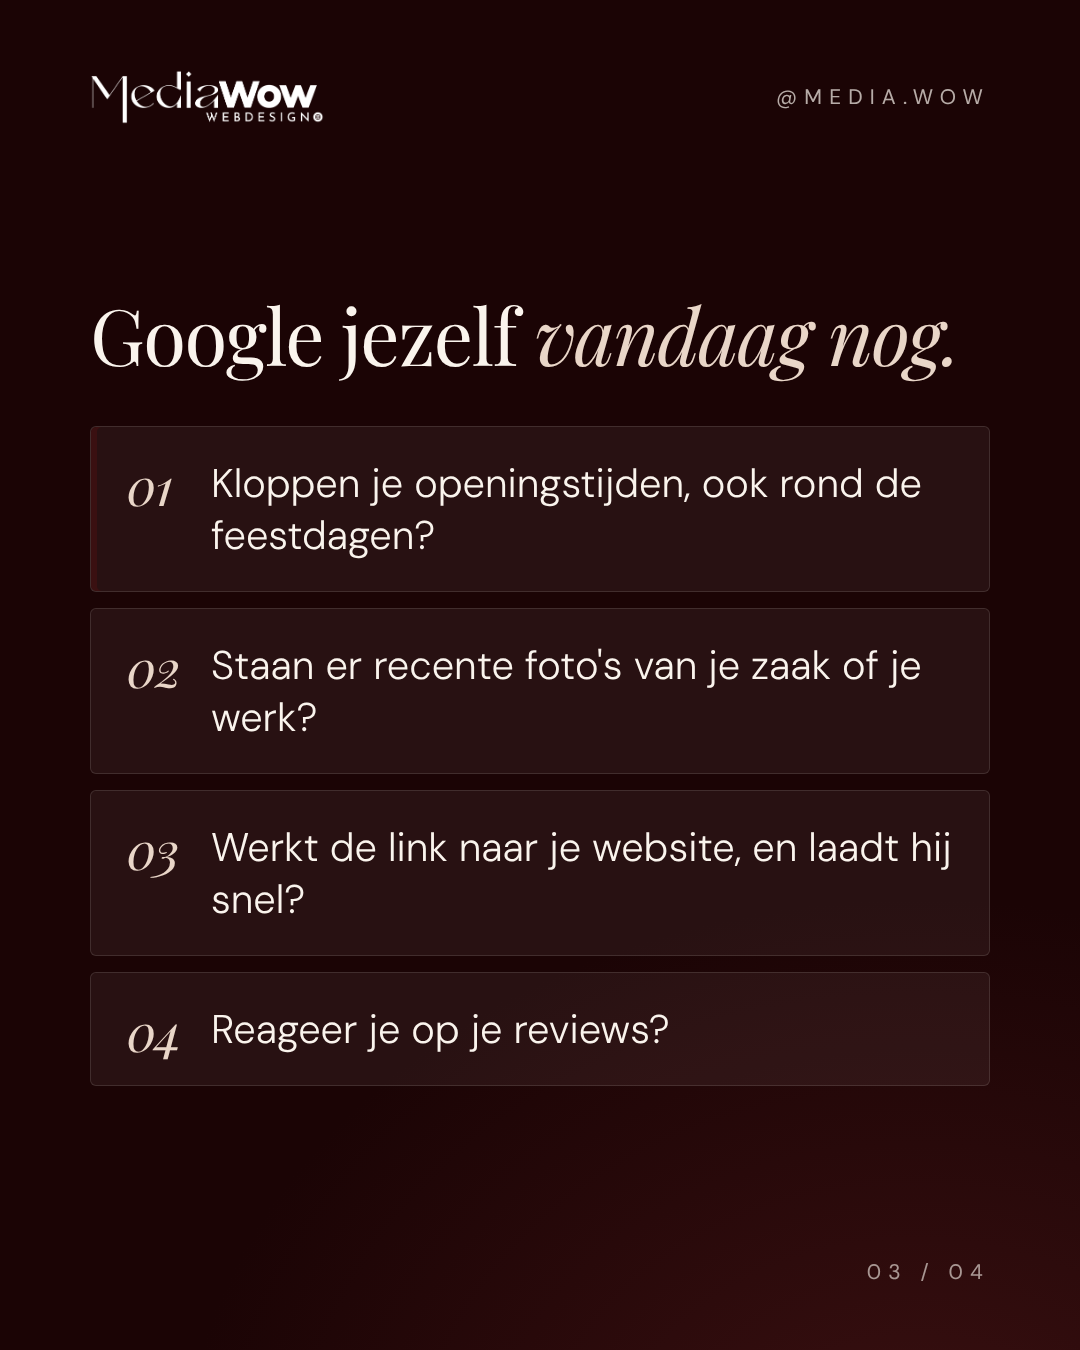 MediaWow
WEBDESIGN
@MEDIA.WOW
Google jezelf vandaag nog.
01 Kloppen je openingstijden, ook rond de
feestdagen?
02 Staan er recente foto's van je zaak of je
werk?
03 Werkt de link naar je website, en laadt hij
snel?
04 Reageer je op je reviews?
03 / 04